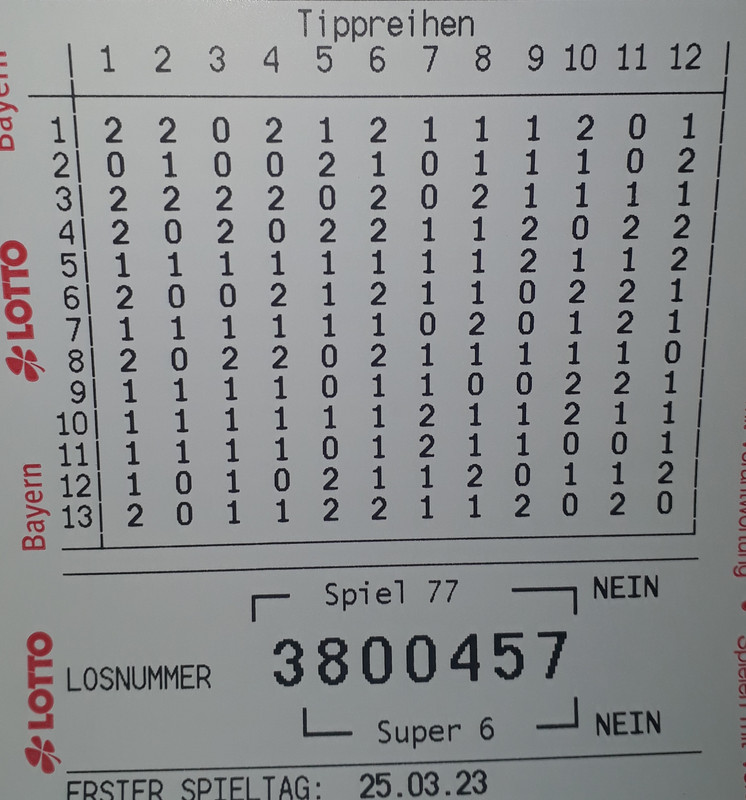 Tippreihen
1 2 3 4 5 6 7 8 9 10 11 12
1 2 2 0 2 1 2 1 1 1 2 0 1
2 0 1 0 0 2 1 0 1 1 1 0 2
3 2 2 2 2 0 2 0 2 1 1 1 1
4 2 0 2 0 2 2 1 1 2 0 2 2
5 1 1 1 1 1 1 1 1 2 1 1 2
6 2 0 0 2 1 2 1 1 0 2 2 1
7 1 1 1 1 1 1 0 2 0 1 2 1
8 2 0 2 2 0 2 1 1 1 1 1 0
9 1 1 1 1 0 1 1 0 0 2 2 1
10 1 1 1 1 1 1 2 1 1 2 1 1
11 1 1 1 1 0 1 2 1 1 0 0 1
12 1 0 1 0 2 1 1 2 0 1 1 2
13 2 0 1 1 2 2 1 1 2 0 2 0
Spiel 77 NEIN
LOSNUMMER 3800457
Super 6 NEIN
ERSTER SPIELTAG: 25.03.23
Bayern
LOTTO
Bayern
LOTTO